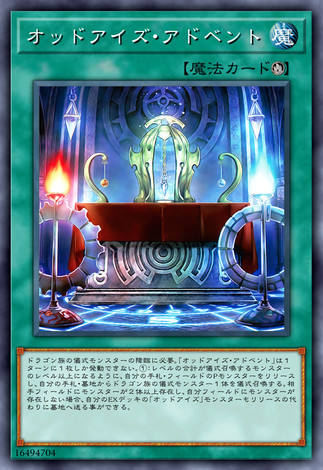 オッドアイズ・アドベント 魔
【魔法カード】
ドラゴン族の儀式モンスターの降臨に必要。「オッドアイズ・アドベント」は1
ターンに1枚しか発動できない。①:レベルの合計が儀式召喚するモンスター
のレベル以上になるように、自分の手札・フィールドのPモンスターをリリース
し、自分の手札・墓地からドラゴン族の儀式モンスター1体を儀式召喚する。相
手フィールドにモンスターが2体以上存在し、自分フィールドにモンスターが
存在しない場合、自分のEXデッキの「オッドアイズ」モンスターをリリースの代
わりに墓地へ送る事ができる。
16494704